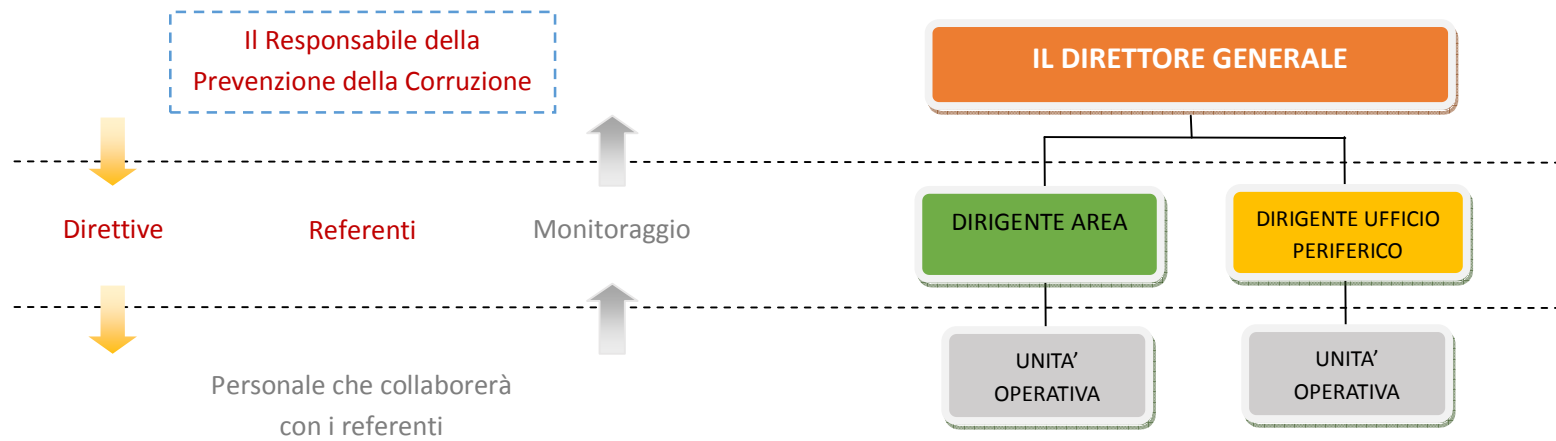 Il Responsabile della
Prevenzione della Corruzione
IL DIRETTORE GENERALE
Direttive
Referenti
Monitoraggio
DIRIGENTE AREA
DIRIGENTE UFFICIO
PERIFERICO
Personale che collaborerà
con i referenti
UNITA’
OPERATIVA
UNITA’
OPERATIVA